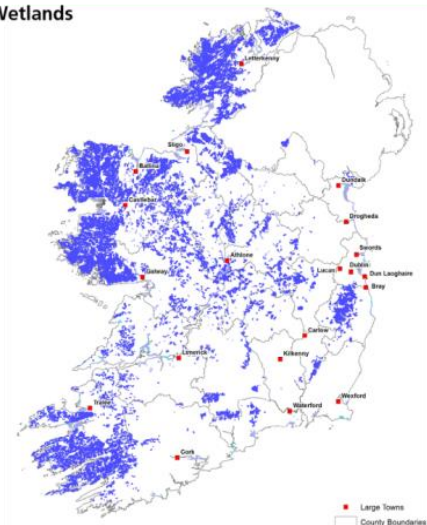 Wetlands
Letterkenny
Sligo
Ballina
Dundalk
Castlebar
Drogheda
Swords
Athlone
Dublin
Lucan
Dun Laoghaire
Galway
Bray
Carlow
Limerick
Kilkenny
Wexford
Tralee
Waterford
Cork
Large Towns
County Boundaries